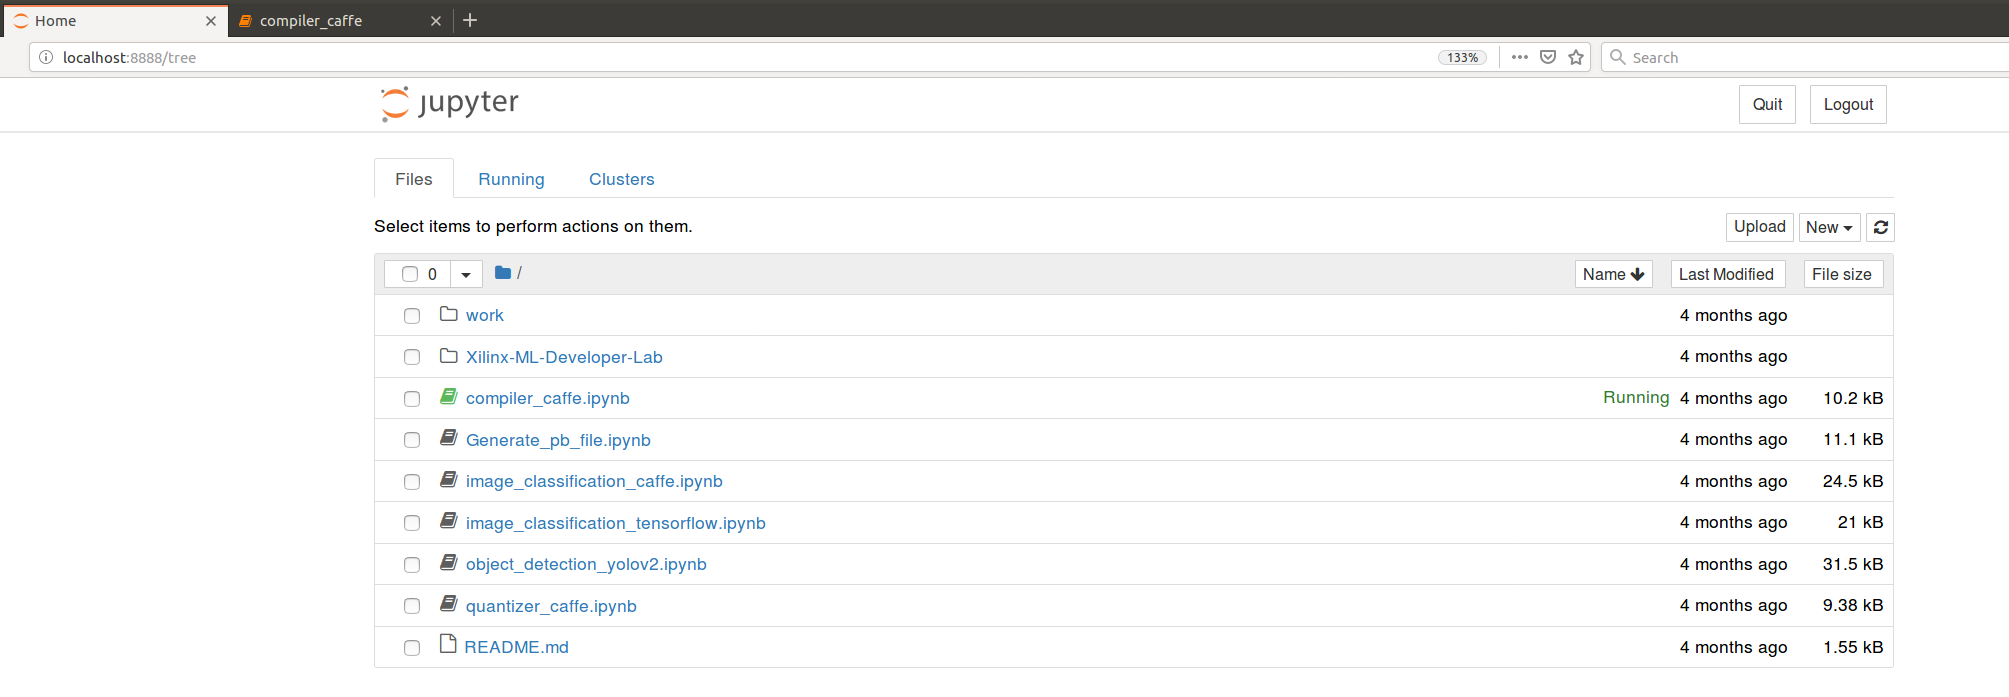 Home compiler_caffe
localhost:8888/tree 133% Search
jupyter Quit Logout
Files Running Clusters
Select items to perform actions on them. Upload New
0 / Name Last Modified File size
work 4 months ago
Xilinx-ML-Developer-Lab 4 months ago
compiler_caffe.ipynb Running 4 months ago 10.2 kB
Generate_pb_file.ipynb 4 months ago 11.1 kB
image_classification_caffe.ipynb 4 months ago 24.5 kB
image_classification_tensorflow.ipynb 4 months ago 21 kB
object_detection_yolov2.ipynb 4 months ago 31.5 kB
quantizer_caffe.ipynb 4 months ago 9.38 kB
README.md 4 months ago 1.55 kB